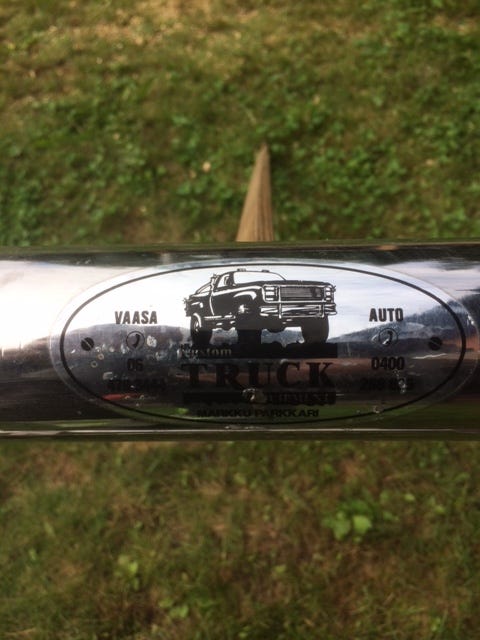 VAASA
AUTO
06
0400
Custom
TRUCK
MARKKU PARKKARI